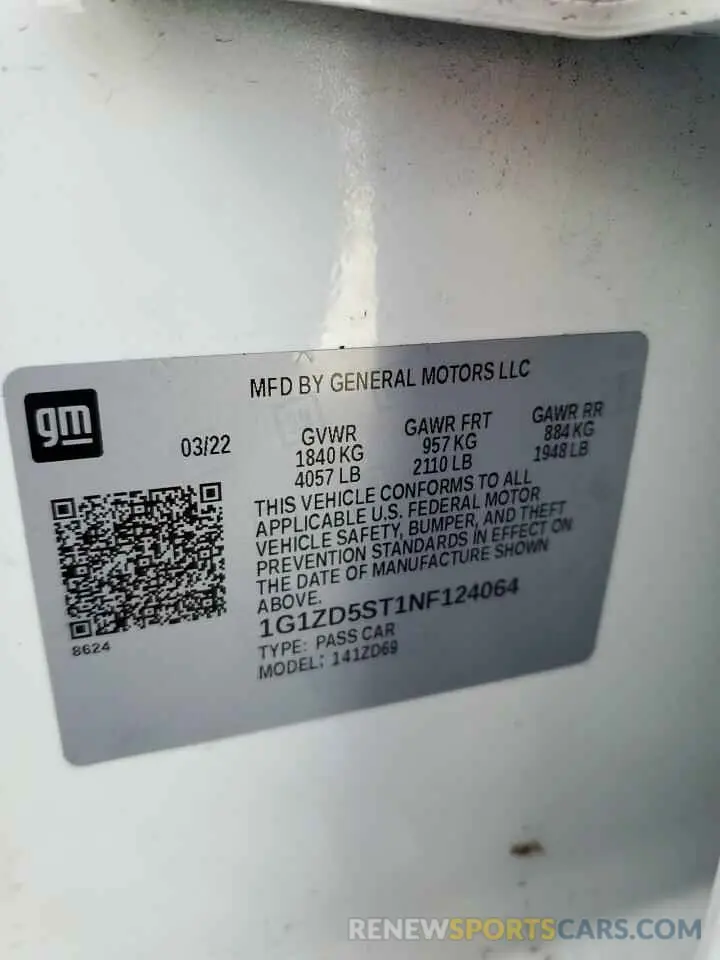 MFD BY GENERAL MOTORS LLC
gm
03/22
GVWR
1840 KG
4057 LB
GAWR FRT
957 KG
2110 LB
GAWR RR
884 KG
1948 LB
THIS VEHICLE CONFORMS TO ALL
APPLICABLE U.S. FEDERAL MOTOR
VEHICLE SAFETY, BUMPER, AND THEFT
PREVENTION STANDARDS IN EFFECT ON
THE DATE OF MANUFACTURE SHOWN
ABOVE.
1G1ZD5ST1NF124064
TYPE: PASS CAR
MODEL: 141ZD69
8624
RENEWSPORTSCARS.COM